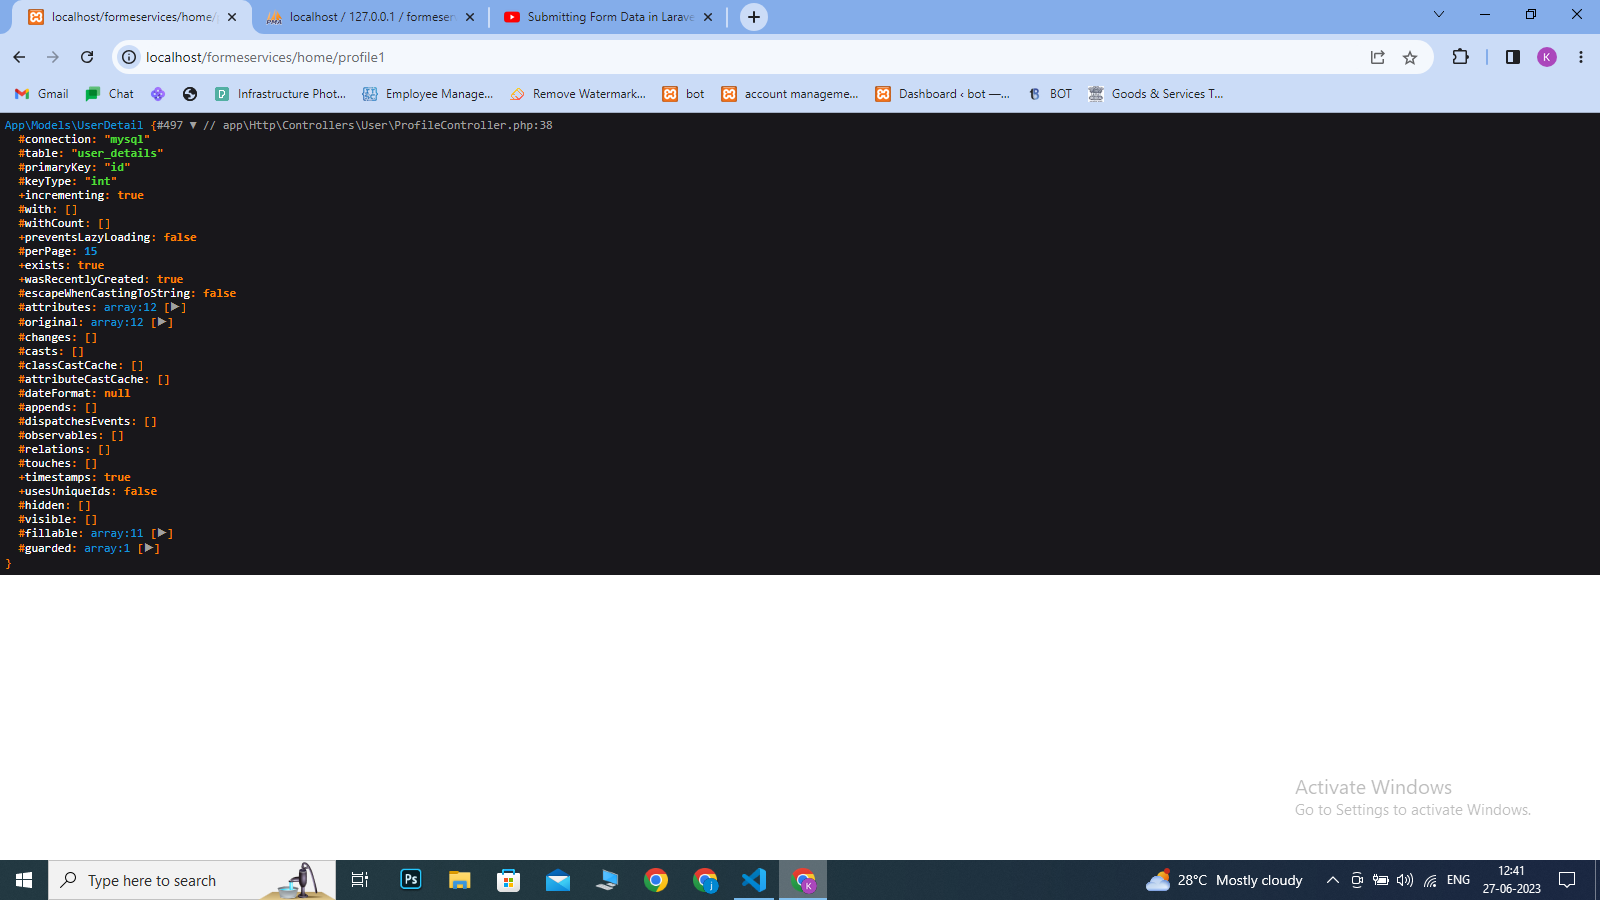 localhost/formeservices/home/p
localhost / 127.0.0.1 / formeserv
Submitting Form Data in Larave
localhost/formeservices/home/profile1
K
Gmail
Chat
Infrastructure Phot...
Employee Manage...
Remove Watermark...
bot
account manageme...
Dashboard ‹ bot —...
BOT
Goods & Services T...
App\Models\UserDetail {#497 ▼ // app\Http\Controllers\User\ProfileController.php:38
#connection: "mysql"
#table: "user_details"
#primaryKey: "id"
#keyType: "int"
+incrementing: true
#with: []
#withCount: []
+preventsLazyLoading: false
#perPage: 15
+exists: true
+wasRecentlyCreated: true
#escapeWhenCastingToString: false
#attributes: array:12 [▶]
#original: array:12 [▶]
#changes: []
#casts: []
#classCastCache: []
#attributeCastCache: []
#dateFormat: null
#appends: []
#dispatchesEvents: []
#observables: []
#relations: []
#touches: []
+timestamps: true
+usesUniqueIds: false
#hidden: []
#visible: []
#fillable: array:11 [▶]
#guarded: array:1 [▶]
}
Activate Windows
Go to Settings to activate Windows.
Type here to search
Ps
j
K
28°C Mostly cloudy
ENG
12:41
27-06-2023